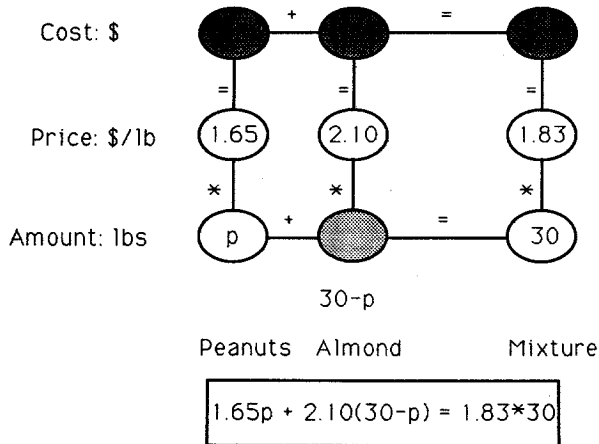 Cost: $ + =
= = =
Price: $/lb 1.65 2.10 1.83
* * *
Amount: lbs p + = 30
30-p
Peanuts Almond Mixture
1.65p + 2.10(30-p) = 1.83*30